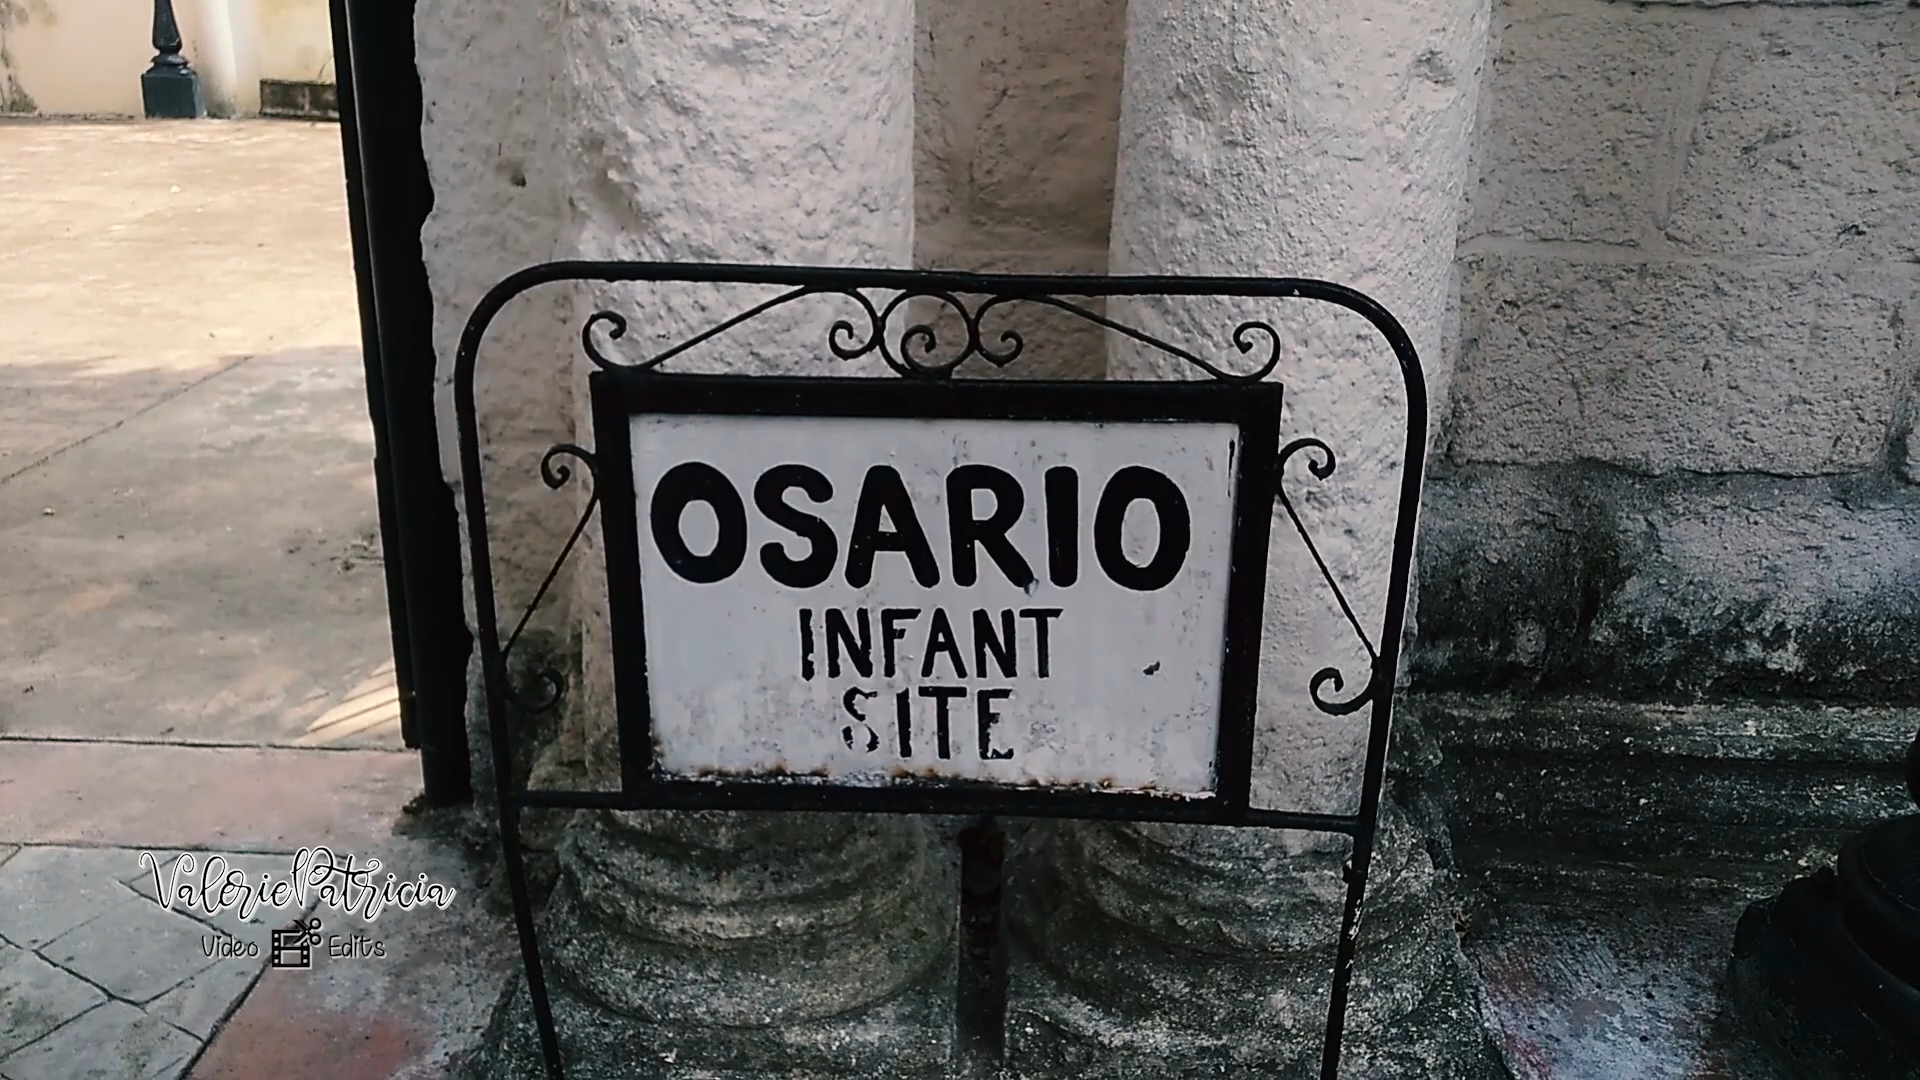 OSARIO
INFANT
SITE
ValeriePatricia
Video Edits